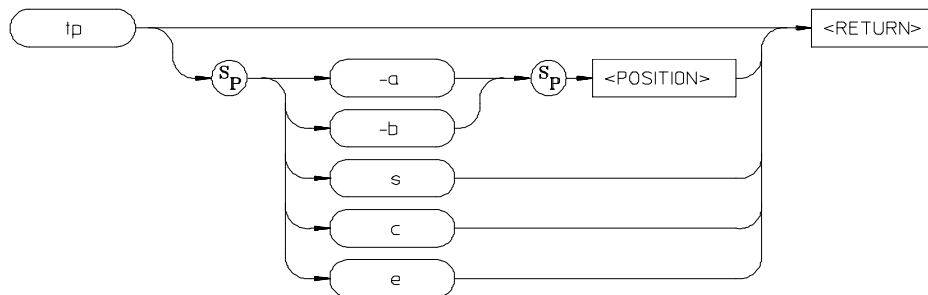 tp
<RETURN>
SP
-a
SP
<POSITION>
-b
s
c
e